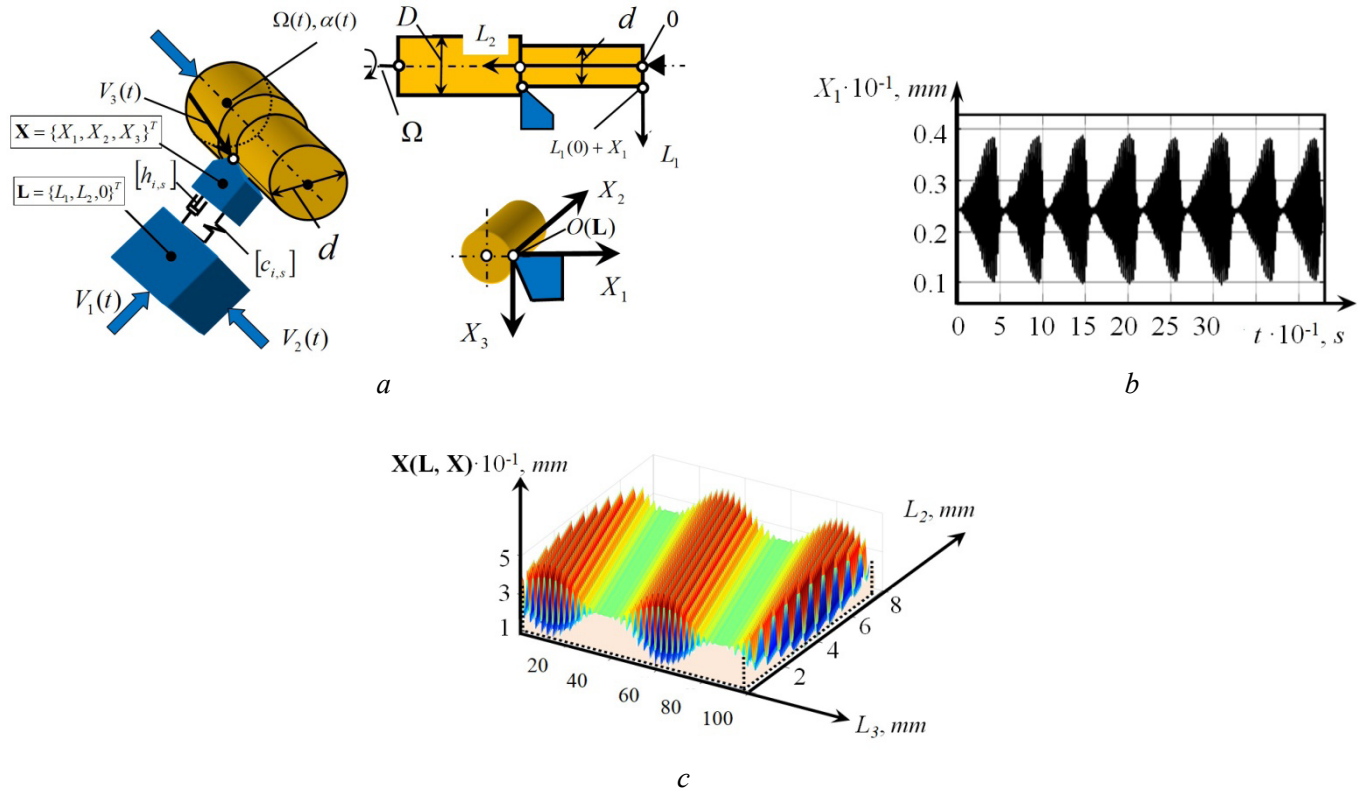 Ω(t), α(t)
V₃(t)
X = {X₁, X₂, X₃}ᵀ
[h_{i,s}]
L = {L₁, L₂, 0}ᵀ
d
[c_{i,s}]
V₁(t)
V₂(t)
D
L₂
d
0
Ω
L₁(0) + X₁
L₁
X₂
O(L)
X₁
X₃
a
X₁·10⁻¹, mm
0.4
0.3
0.2
0.1
0 5 10 15 20 25 30 t·10⁻¹, s
b
X(L, X)·10⁻¹, mm
L₂, mm
5
3
1
8
6
4
2
20 40 60 80 100
L₃, mm
c